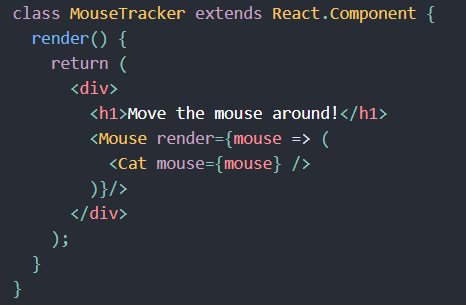 class MouseTracker extends React.Component {
  render() {
    return (
      <div>
        <h1>Move the mouse around!</h1>
        <Mouse render={mouse => (
          <Cat mouse={mouse} />
        )}/>
      </div>
    );
  }
}